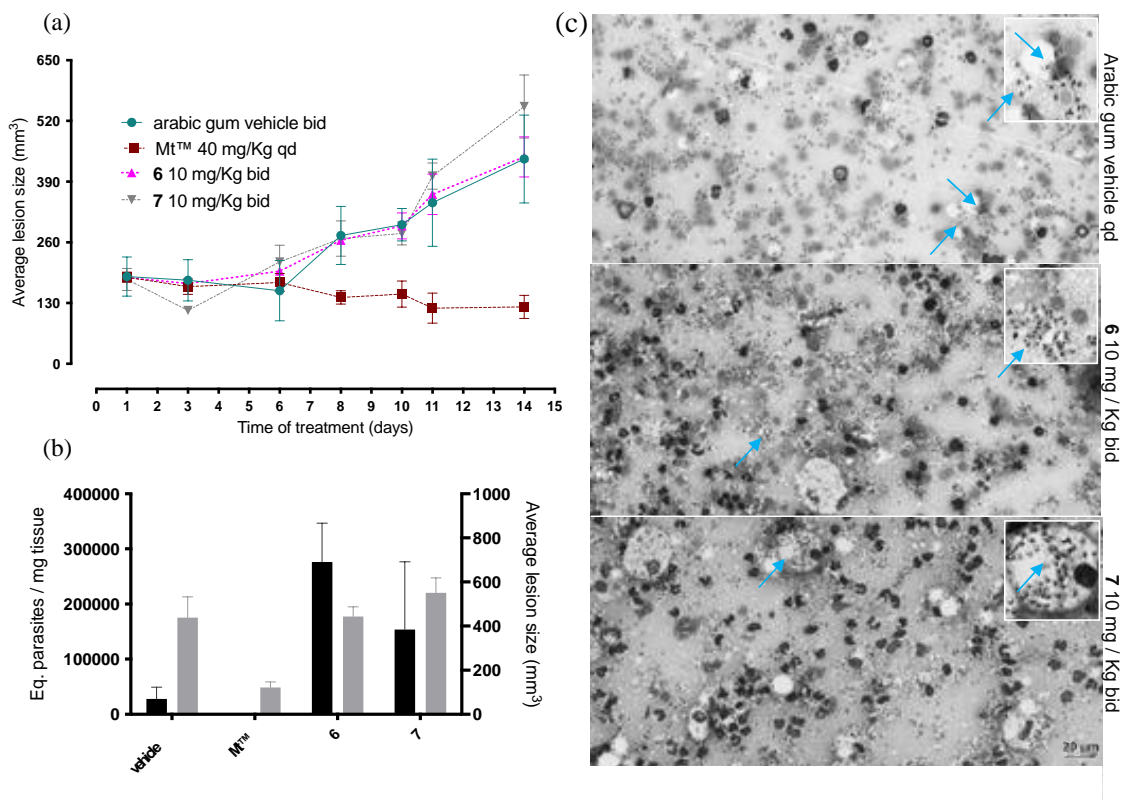 (a)
650
520
390
260
130
0
Average lesion size (mm³)
arabic gum vehicle bid
Mt™ 40 mg/Kg qd
6 10 mg/Kg bid
7 10 mg/Kg bid
0 1 2 3 4 5 6 7 8 9 10 11 12 13 14 15
Time of treatment (days)
(b)
400000
300000
200000
100000
0
Eq. parasites / mg tissue
1000
800
600
400
200
0
Average lesion size (mm³)
vehide
Mt™
6
7
(c)
Arabic gum vehicle qd
6 10 mg / Kg bid
7 10 mg / Kg bid
20 µm